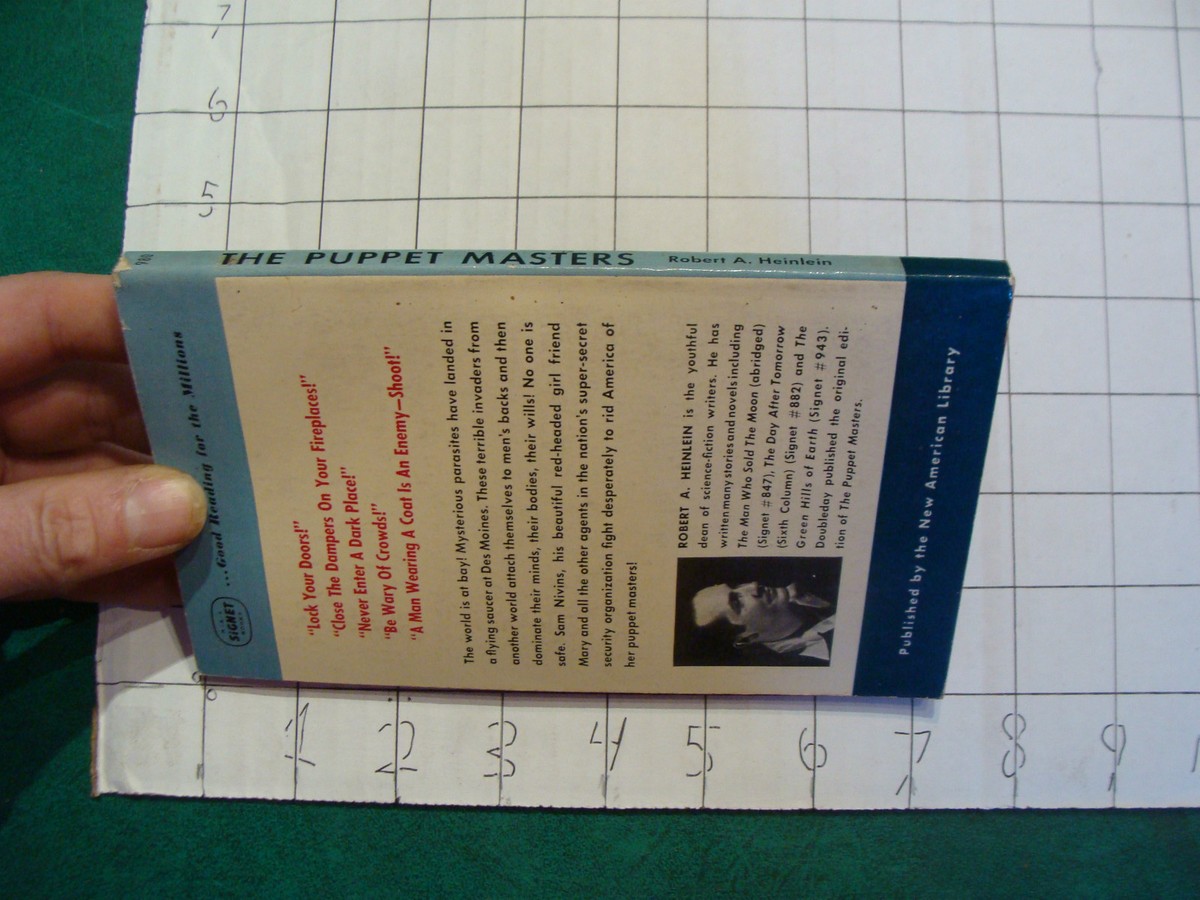 980 THE PUPPET MASTERS Robert A. Heinlein
SIGNET
BOOKS
...Good Reading for the Millions
"Lock Your Doors!"
"Close The Dampers On Your Fireplaces!"
"Never Enter A Dark Place!"
"Be Wary Of Crowds!"
"A Man Wearing A Coat Is An Enemy—Shoot!"
The world is at bay! Mysterious parasites have landed in
a flying saucer at Des Moines. These terrible invaders from
another world attach themselves to men's backs and then
dominate their minds, their bodies, their wills! No one is
safe. Sam Nivins, his beautiful red-headed girl friend
Mary and all the other agents in the nation's super-secret
security organization fight desperately to rid America of
her puppet masters!
ROBERT A. HEINLEIN is the youthful
dean of science-fiction writers. He has
written many stories and novels including
The Man Who Sold The Moon (abridged)
(Signet #847), The Day After Tomorrow
(Sixth Column) (Signet #882) and The
Green Hills of Earth (Signet #943).
Doubleday published the original edi-
tion of The Puppet Masters.
Published by the New American Library
7
6
5
0 1 2 3 4 5 6 7 8 9